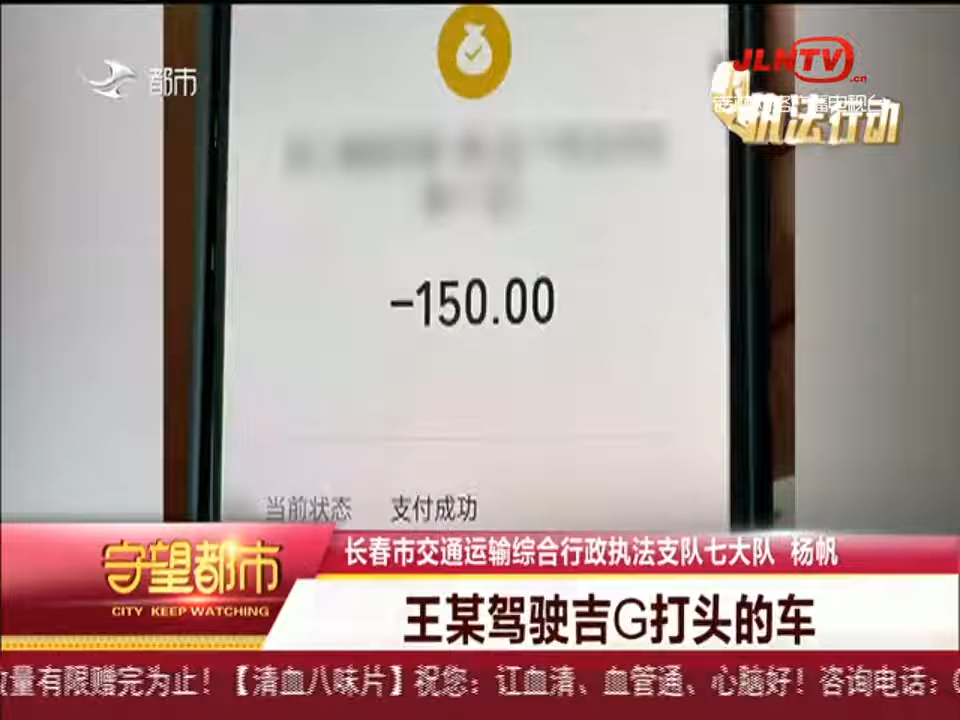 都市
JLNTV.cn
执法行动
-150.00
当前状态 支付成功
守望都市
CITY KEEP WATCHING
长春市交通运输综合行政执法支队七大队 杨帆
王某驾驶吉G打头的车
量有限赠完为止！【清血八味片】祝您：让血清、血管通、心脑好！咨询电话：